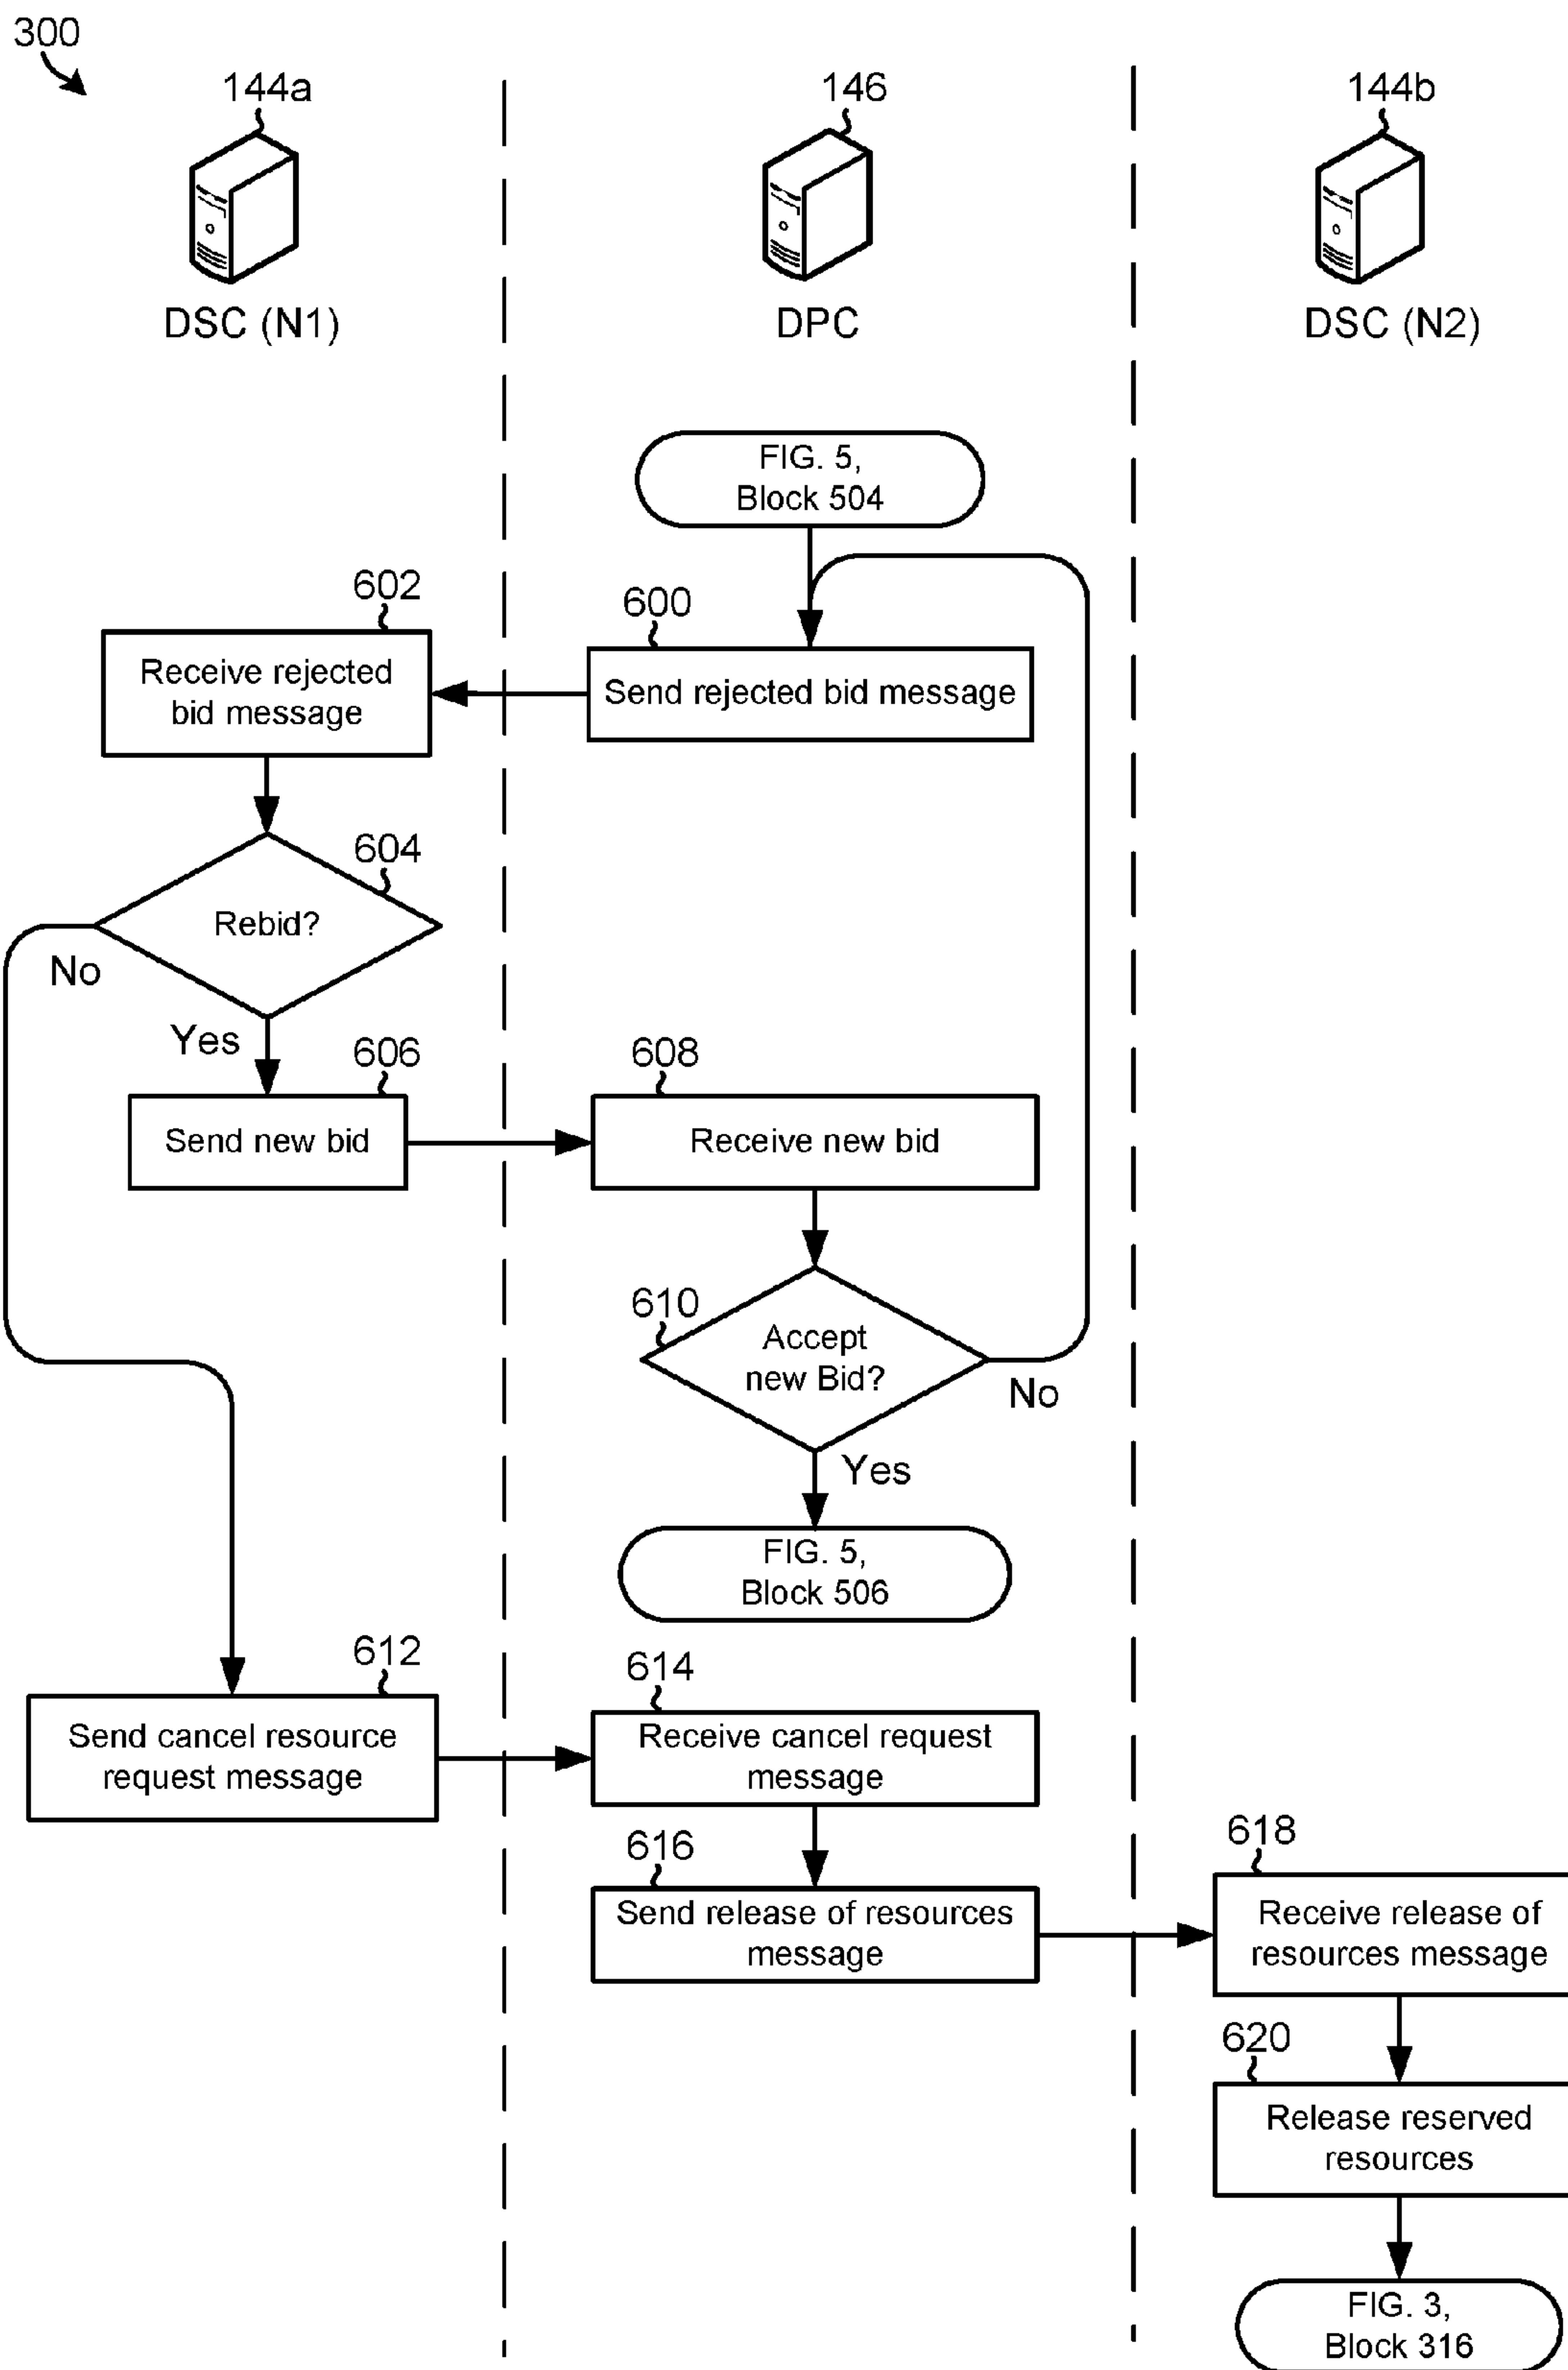 300
144a
146
144b
DSC (N1)
DPC
DSC (N2)
FIG. 5,
Block 504
602
600
Receive rejected
bid message
Send rejected bid message
604
Rebid?
No
Yes
606
608
Send new bid
Receive new bid
610
Accept
new Bid?
No
Yes
FIG. 5,
Block 506
612
614
Send cancel resource
request message
Receive cancel request
message
616
618
Send release of resources
message
Receive release of
resources message
620
Release reserved
resources
FIG. 3,
Block 316